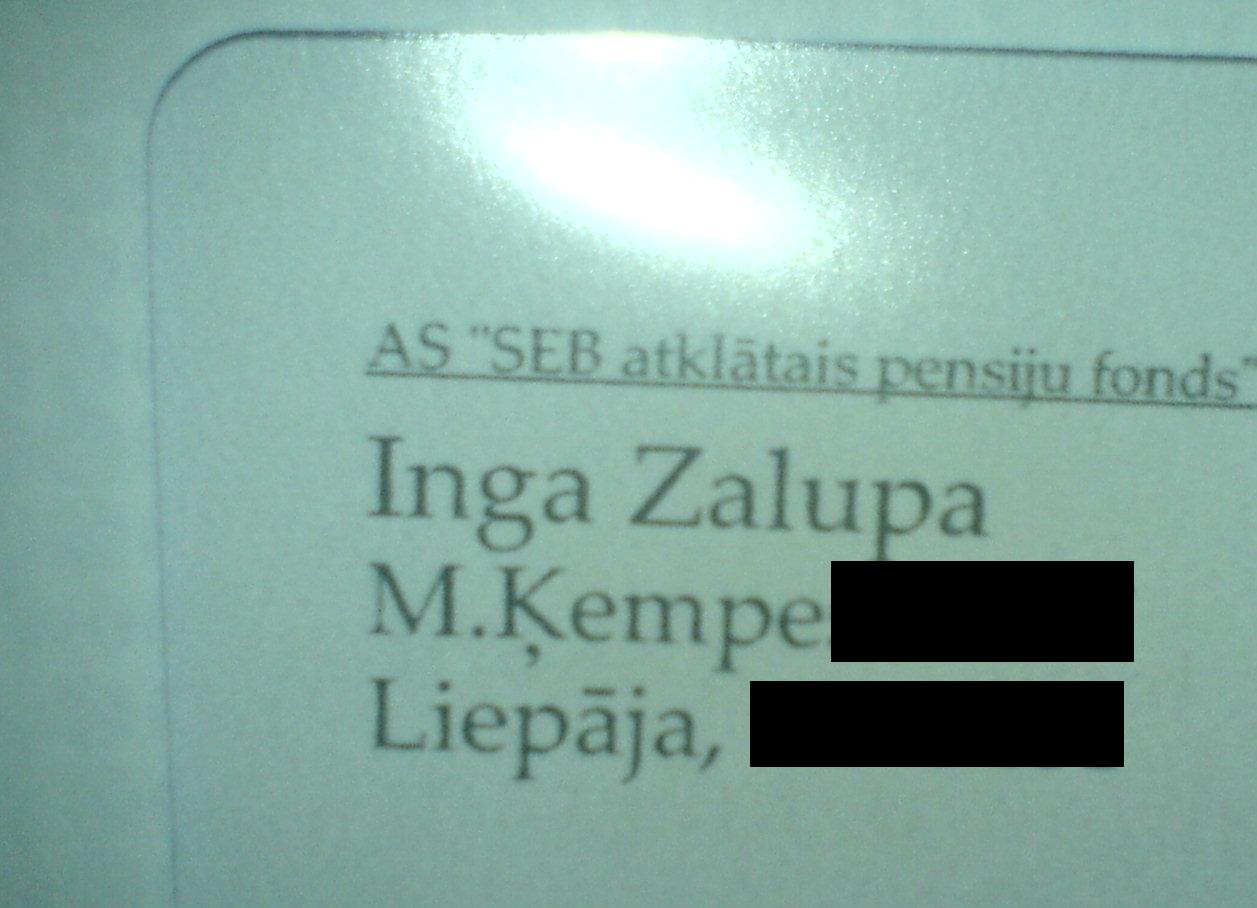 AS "SEB atklātais pensiju fonds"
Inga Zalupa
M.Ķempe
Liepāja,